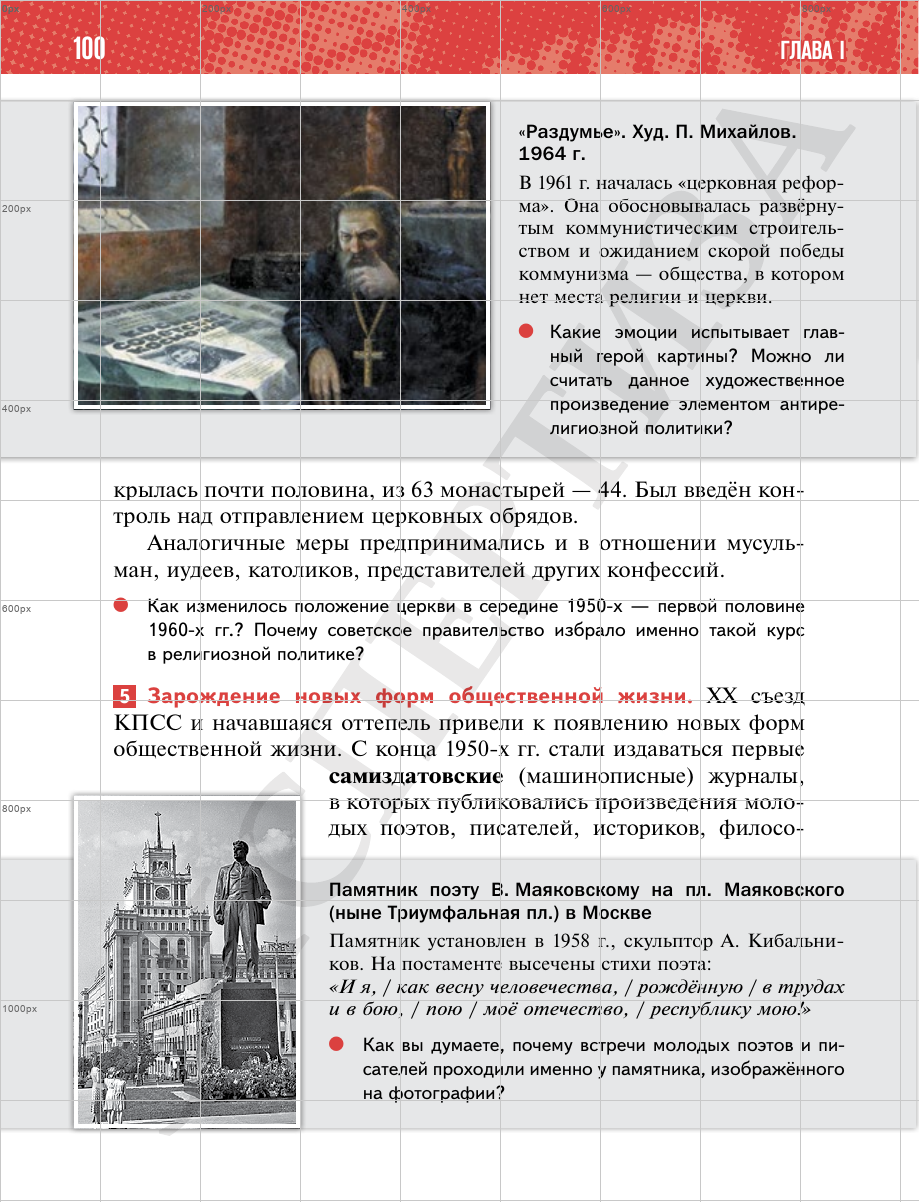 100
ГЛАВА I
«Раздумье». Худ. П. Михайлов.
1964 г.
В 1961 г. началась «церковная рефор-
ма». Она обосновывалась развёрну-
тым коммунистическим строитель-
ством и ожиданием скорой победы
коммунизма — общества, в котором
нет места религии и церкви.
Какие эмоции испытывает глав-
ный герой картины? Можно ли
считать данное художественное
произведение элементом антире-
лигиозной политики?
крылась почти половина, из 63 монастырей — 44. Был введён кон-
троль над отправлением церковных обрядов.
Аналогичные меры предпринимались и в отношении мусуль-
ман, иудеев, католиков, представителей других конфессий.
Как изменилось положение церкви в середине 1950-х — первой половине
1960-х гг.? Почему советское правительство избрало именно такой курс
в религиозной политике?
5 Зарождение новых форм общественной жизни. XX съезд
КПСС и начавшаяся оттепель привели к появлению новых форм
общественной жизни. С конца 1950-х гг. стали издаваться первые
самиздатовские (машинописные) журналы,
в которых публиковались произведения моло-
дых поэтов, писателей, историков, филосо-
Памятник поэту В. Маяковскому на пл. Маяковского
(ныне Триумфальная пл.) в Москве
Памятник установлен в 1958 г., скульптор А. Кибальни-
ков. На постаменте высечены стихи поэта:
«И я, / как весну человечества, / рождённую / в трудах
и в бою, / пою / моё отечество, / республику мою!»
Как вы думаете, почему встречи молодых поэтов и пи-
сателей проходили именно у памятника, изображённого
на фотографии?
200px
400px
600px
800px
1000px
ЭКСПЕРТИЗА